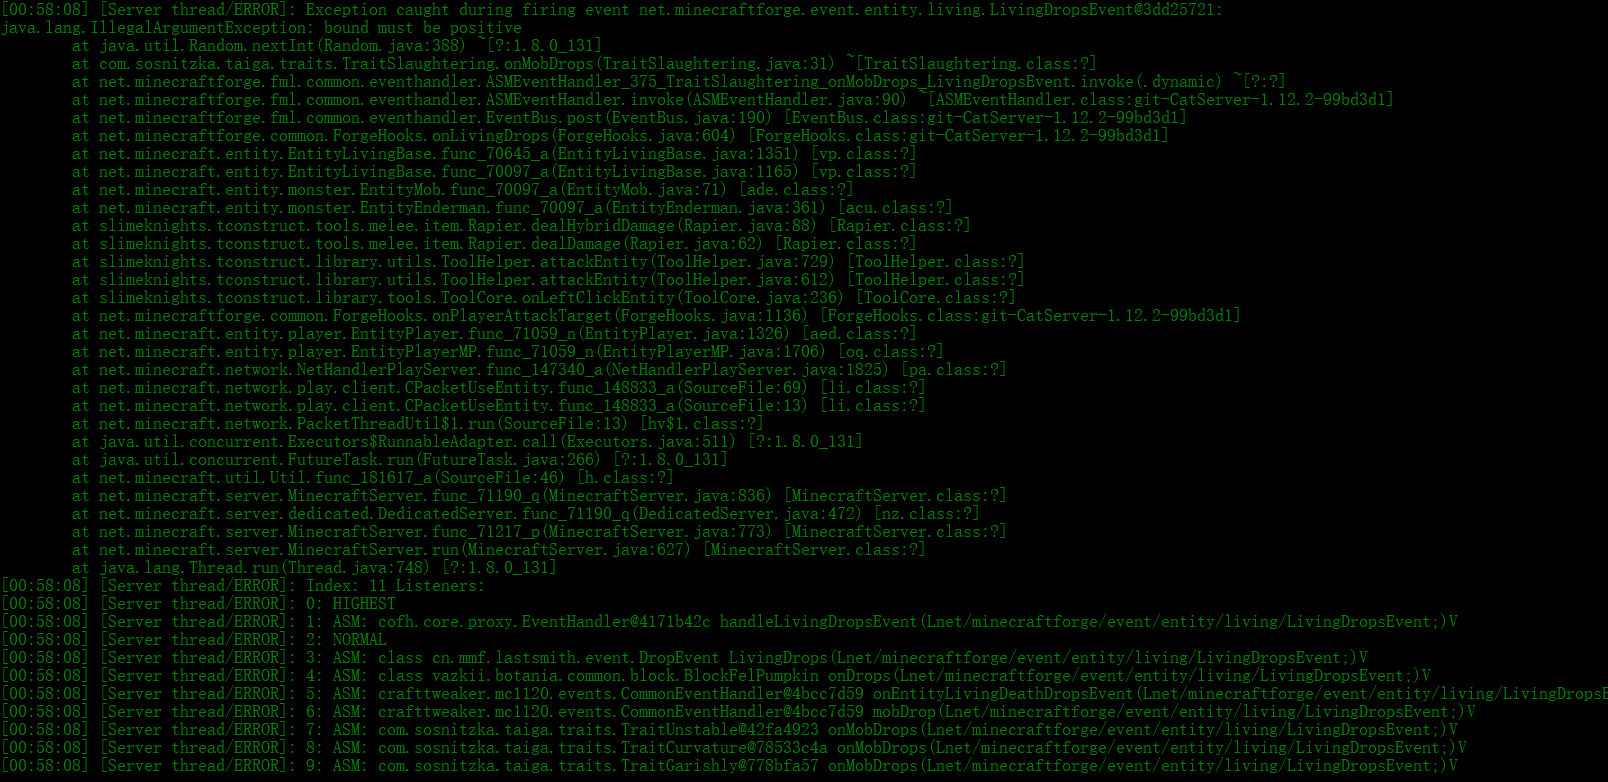 [00:58:08] [Server thread/ERROR]: Exception caught during firing event net.minecraftforge.event.entity.living.LivingDropsEvent@3dd25721:
java.lang.IllegalArgumentException: bound must be positive
        at java.util.Random.nextInt(Random.java:388) ~[?:1.8.0_131]
        at com.sosnitzka.taiga.traits.TraitSlaughtering.onMobDrops(TraitSlaughtering.java:31) ~[TraitSlaughtering.class:?]
        at net.minecraftforge.fml.common.eventhandler.ASMEventHandler_375_TraitSlaughtering_onMobDrops_LivingDropsEvent.invoke(.dynamic) ~[?:?]
        at net.minecraftforge.fml.common.eventhandler.ASMEventHandler.invoke(ASMEventHandler.java:90) ~[ASMEventHandler.class:git-CatServer-1.12.2-99bd3d1]
        at net.minecraftforge.fml.common.eventhandler.EventBus.post(EventBus.java:190) [EventBus.class:git-CatServer-1.12.2-99bd3d1]
        at net.minecraftforge.common.ForgeHooks.onLivingDrops(ForgeHooks.java:604) [ForgeHooks.class:git-CatServer-1.12.2-99bd3d1]
        at net.minecraft.entity.EntityLivingBase.func_70645_a(EntityLivingBase.java:1351) [vp.class:?]
        at net.minecraft.entity.EntityLivingBase.func_70097_a(EntityLivingBase.java:1165) [vp.class:?]
        at net.minecraft.entity.monster.EntityMob.func_70097_a(EntityMob.java:71) [ade.class:?]
        at net.minecraft.entity.monster.EntityEnderman.func_70097_a(EntityEnderman.java:361) [acu.class:?]
        at slimeknights.tconstruct.tools.melee.item.Rapier.dealHybridDamage(Rapier.java:88) [Rapier.class:?]
        at slimeknights.tconstruct.tools.melee.item.Rapier.dealDamage(Rapier.java:62) [Rapier.class:?]
        at slimeknights.tconstruct.library.utils.ToolHelper.attackEntity(ToolHelper.java:729) [ToolHelper.class:?]
        at slimeknights.tconstruct.library.utils.ToolHelper.attackEntity(ToolHelper.java:612) [ToolHelper.class:?]
        at slimeknights.tconstruct.library.tools.ToolCore.onLeftClickEntity(ToolCore.java:236) [ToolCore.class:?]
        at net.minecraftforge.common.ForgeHooks.onPlayerAttackTarget(ForgeHooks.java:1136) [ForgeHooks.class:git-CatServer-1.12.2-99bd3d1]
        at net.minecraft.entity.player.EntityPlayer.func_71059_n(EntityPlayer.java:1326) [aed.class:?]
        at net.minecraft.entity.player.EntityPlayerMP.func_71059_n(EntityPlayerMP.java:1706) [oq.class:?]
        at net.minecraft.network.NetHandlerPlayServer.func_147340_a(NetHandlerPlayServer.java:1825) [pa.class:?]
        at net.minecraft.network.play.client.CPacketUseEntity.func_148833_a(SourceFile:69) [li.class:?]
        at net.minecraft.network.play.client.CPacketUseEntity.func_148833_a(SourceFile:13) [li.class:?]
        at net.minecraft.network.PacketThreadUtil$1.run(SourceFile:13) [hv$1.class:?]
        at java.util.concurrent.Executors$RunnableAdapter.call(Executors.java:511) [?:1.8.0_131]
        at java.util.concurrent.FutureTask.run(FutureTask.java:266) [?:1.8.0_131]
        at net.minecraft.util.Util.func_181617_a(SourceFile:46) [h.class:?]
        at net.minecraft.server.MinecraftServer.func_71190_q(MinecraftServer.java:836) [MinecraftServer.class:?]
        at net.minecraft.server.dedicated.DedicatedServer.func_71190_q(DedicatedServer.java:472) [nz.class:?]
        at net.minecraft.server.MinecraftServer.func_71217_p(MinecraftServer.java:773) [MinecraftServer.class:?]
        at net.minecraft.server.MinecraftServer.run(MinecraftServer.java:627) [MinecraftServer.class:?]
        at java.lang.Thread.run(Thread.java:748) [?:1.8.0_131]
[00:58:08] [Server thread/ERROR]: Index: 11 Listeners:
[00:58:08] [Server thread/ERROR]: 0: HIGHEST
[00:58:08] [Server thread/ERROR]: 1: ASM: cofh.core.proxy.EventHandler@4171b42c handleLivingDropsEvent(Lnet/minecraftforge/event/entity/living/LivingDropsEvent;)V
[00:58:08] [Server thread/ERROR]: 2: NORMAL
[00:58:08] [Server thread/ERROR]: 3: ASM: class cn.mmf.lastsmith.event.DropEvent LivingDrops(Lnet/minecraftforge/event/entity/living/LivingDropsEvent;)V
[00:58:08] [Server thread/ERROR]: 4: ASM: class vazkii.botania.common.block.BlockFelPumpkin onDrops(Lnet/minecraftforge/event/entity/living/LivingDropsEvent;)V
[00:58:08] [Server thread/ERROR]: 5: ASM: crafttweaker.mc1120.events.CommonEventHandler@4bcc7d59 onEntityLivingDeathDropsEvent(Lnet/minecraftforge/event/entity/living/LivingDropsE
[00:58:08] [Server thread/ERROR]: 6: ASM: crafttweaker.mc1120.events.CommonEventHandler@4bcc7d59 mobDrop(Lnet/minecraftforge/event/entity/living/LivingDropsEvent;)V
[00:58:08] [Server thread/ERROR]: 7: ASM: com.sosnitzka.taiga.traits.TraitUnstable@42fa4923 onMobDrops(Lnet/minecraftforge/event/entity/living/LivingDropsEvent;)V
[00:58:08] [Server thread/ERROR]: 8: ASM: com.sosnitzka.taiga.traits.TraitCurvature@78533c4a onMobDrops(Lnet/minecraftforge/event/entity/living/LivingDropsEvent;)V
[00:58:08] [Server thread/ERROR]: 9: ASM: com.sosnitzka.taiga.traits.TraitGarishly@778bfa57 onMobDrops(Lnet/minecraftforge/event/entity/living/LivingDropsEvent;)V